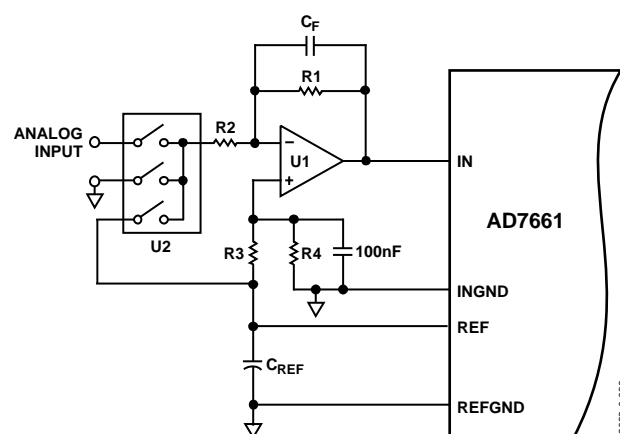 CF
R1
R2
ANALOG
INPUT
−
U1
+
IN
AD7661
U2
R3
R4
100nF
INGND
REF
CREF
REFGND